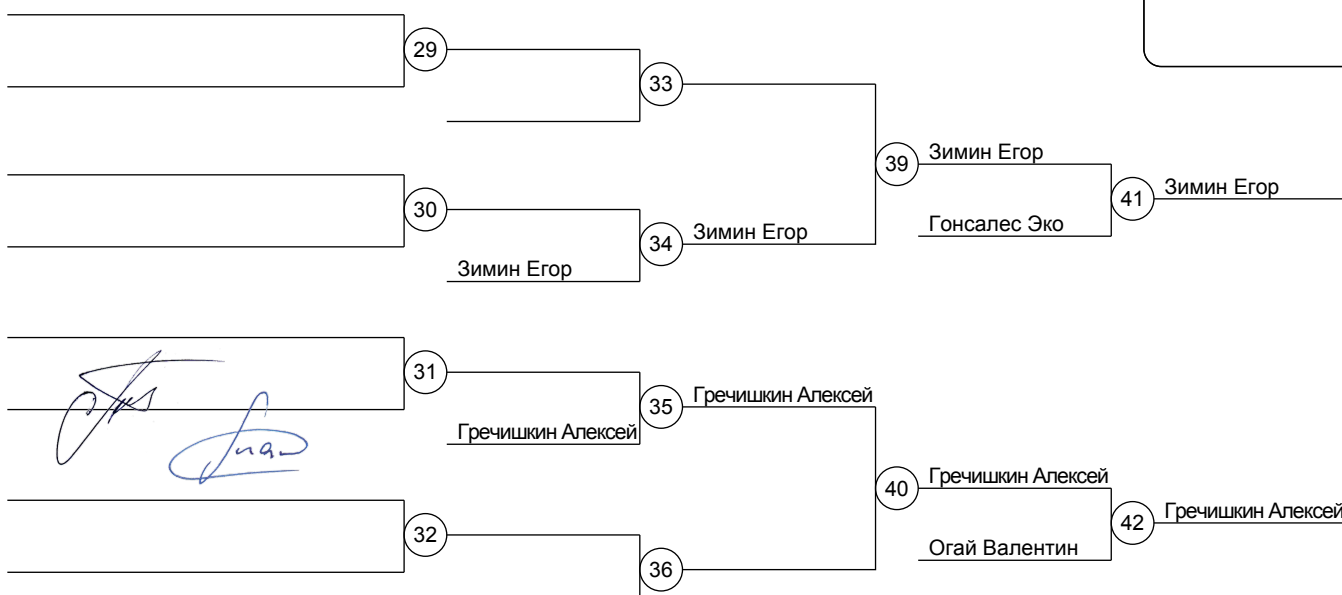 29
33
39
Зимин Егор
41
Зимин Егор
30
34
Зимин Егор
Гонсалес Эко
Зимин Егор
31
35
Гречишкин Алексей
Гречишкин Алексей
40
Гречишкин Алексей
42
Гречишкин Алексей
32
Огай Валентин
36